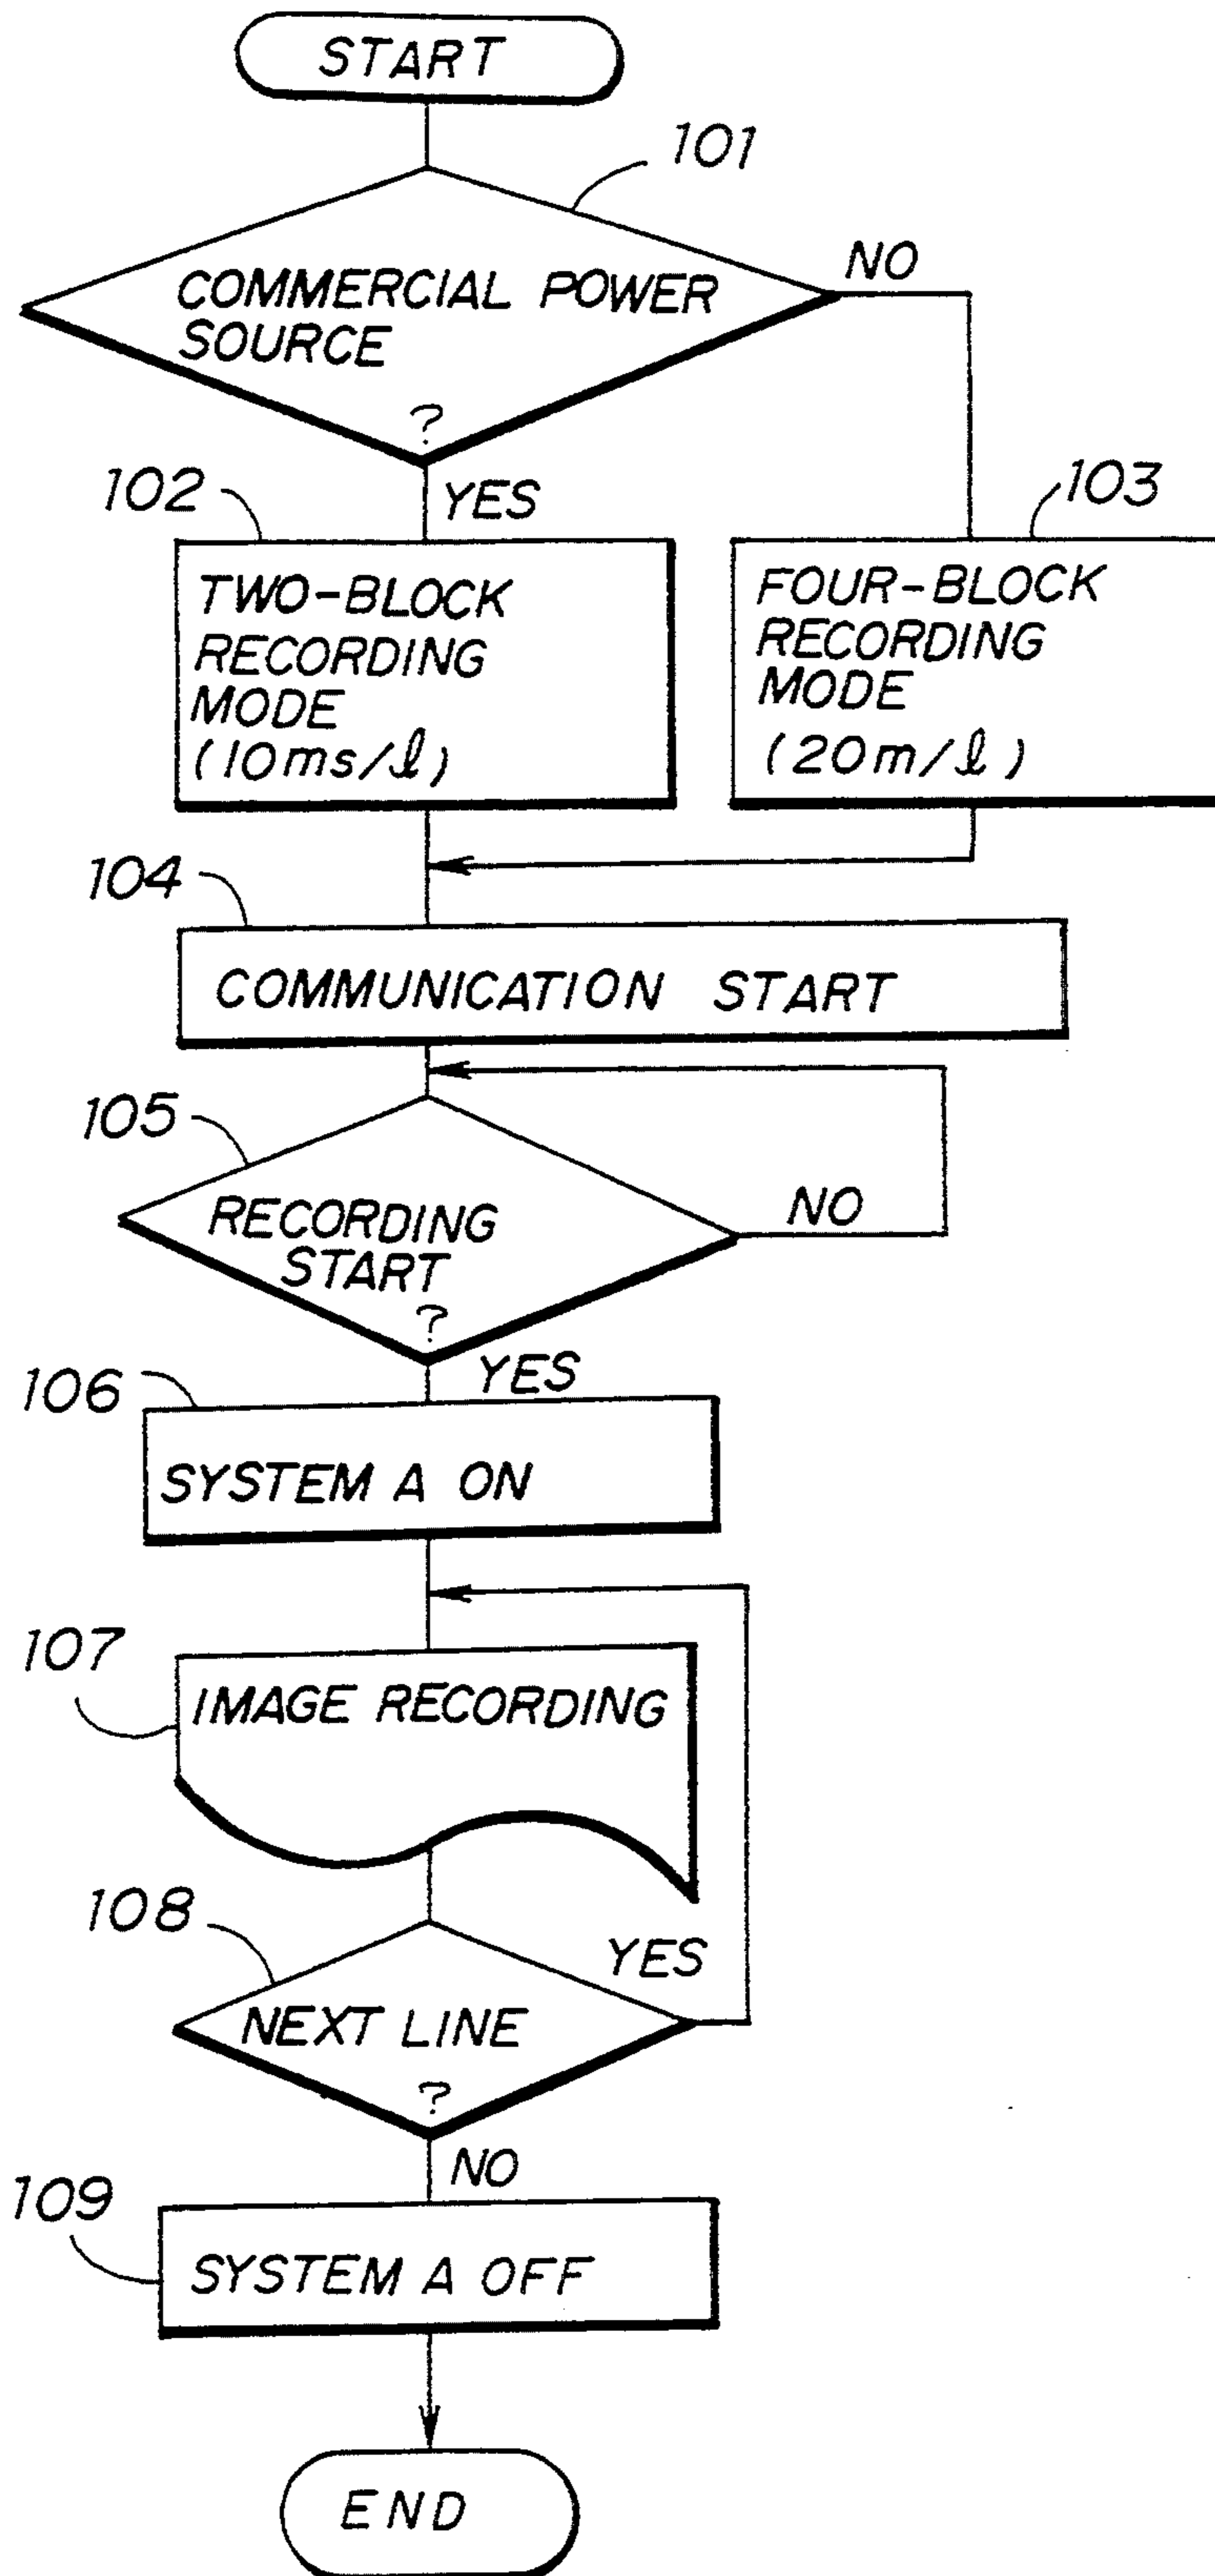 START
101
COMMERCIAL POWER
SOURCE
?
NO
YES
102
TWO-BLOCK
RECORDING
MODE
(10ms/ℓ)
103
FOUR-BLOCK
RECORDING
MODE
(20m/ℓ)
104
COMMUNICATION START
105
RECORDING
START
?
NO
YES
106
SYSTEM A ON
107
IMAGE RECORDING
108
NEXT LINE
?
YES
NO
109
SYSTEM A OFF
END